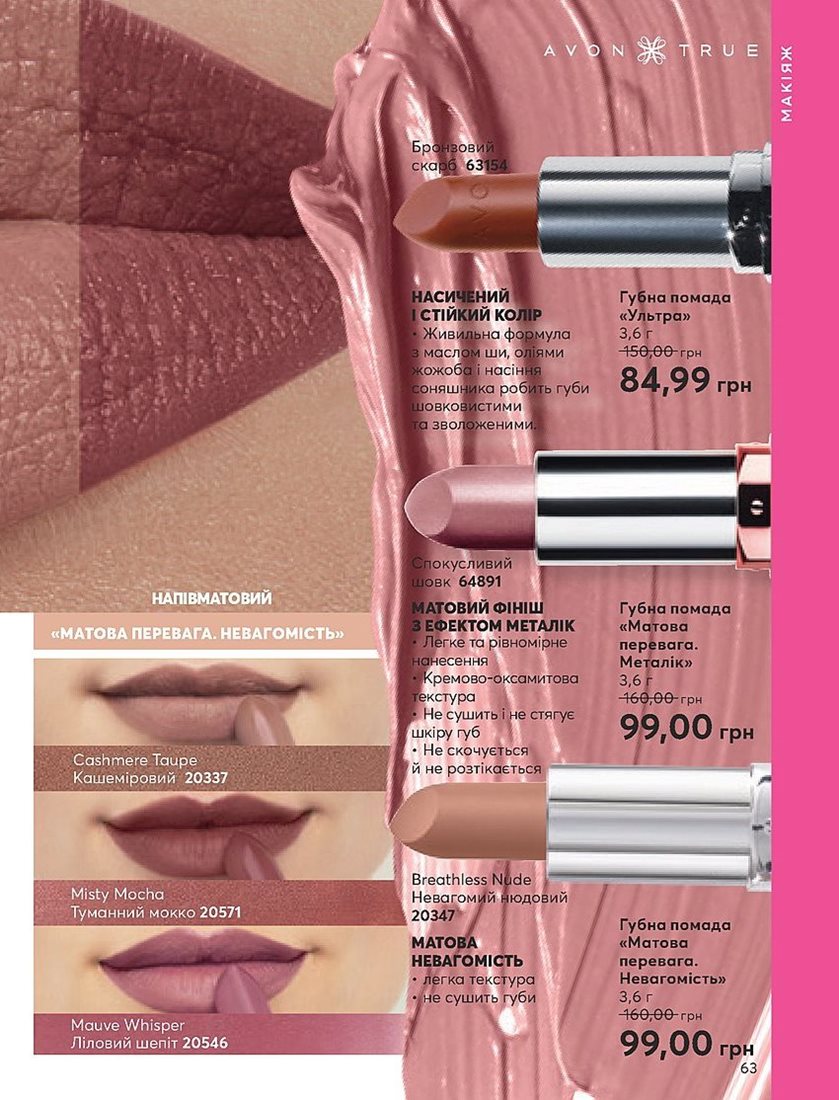 AVON TRUE
МАКІЯЖ
Бронзовий
скарб 63154
НАСИЧЕНИЙ
І СТІЙКИЙ КОЛІР
• Живильна формула
з маслом ши, оліями
жожоба і насіння
соняшника робить губи
шовковистими
та зволоженими.
Губна помада
«Ультра»
3,6 г
150,00 грн
84,99 грн
Спокусливий
шовк 64891
МАТОВИЙ ФІНІШ
З ЕФЕКТОМ МЕТАЛІК
• Легке та рівномірне
нанесення
• Кремово-оксамитова
текстура
• Не сушить і не стягує
шкіру губ
• Не скочується
й не розтікається
Губна помада
«Матова
перевага.
Металік»
3,6 г
160,00 грн
99,00 грн
НАПІВМАТОВИЙ
«МАТОВА ПЕРЕВАГА. НЕВАГОМІСТЬ»
Cashmere Taupe
Кашеміровий 20337
Misty Mocha
Туманний мокко 20571
Mauve Whisper
Ліловий шепіт 20546
Breathless Nude
Невагомий нюдовий
20347
МАТОВА
НЕВАГОМІСТЬ
• легка текстура
• не сушить губи
Губна помада
«Матова
перевага.
Невагомість»
3,6 г
160,00 грн
99,00 грн
63